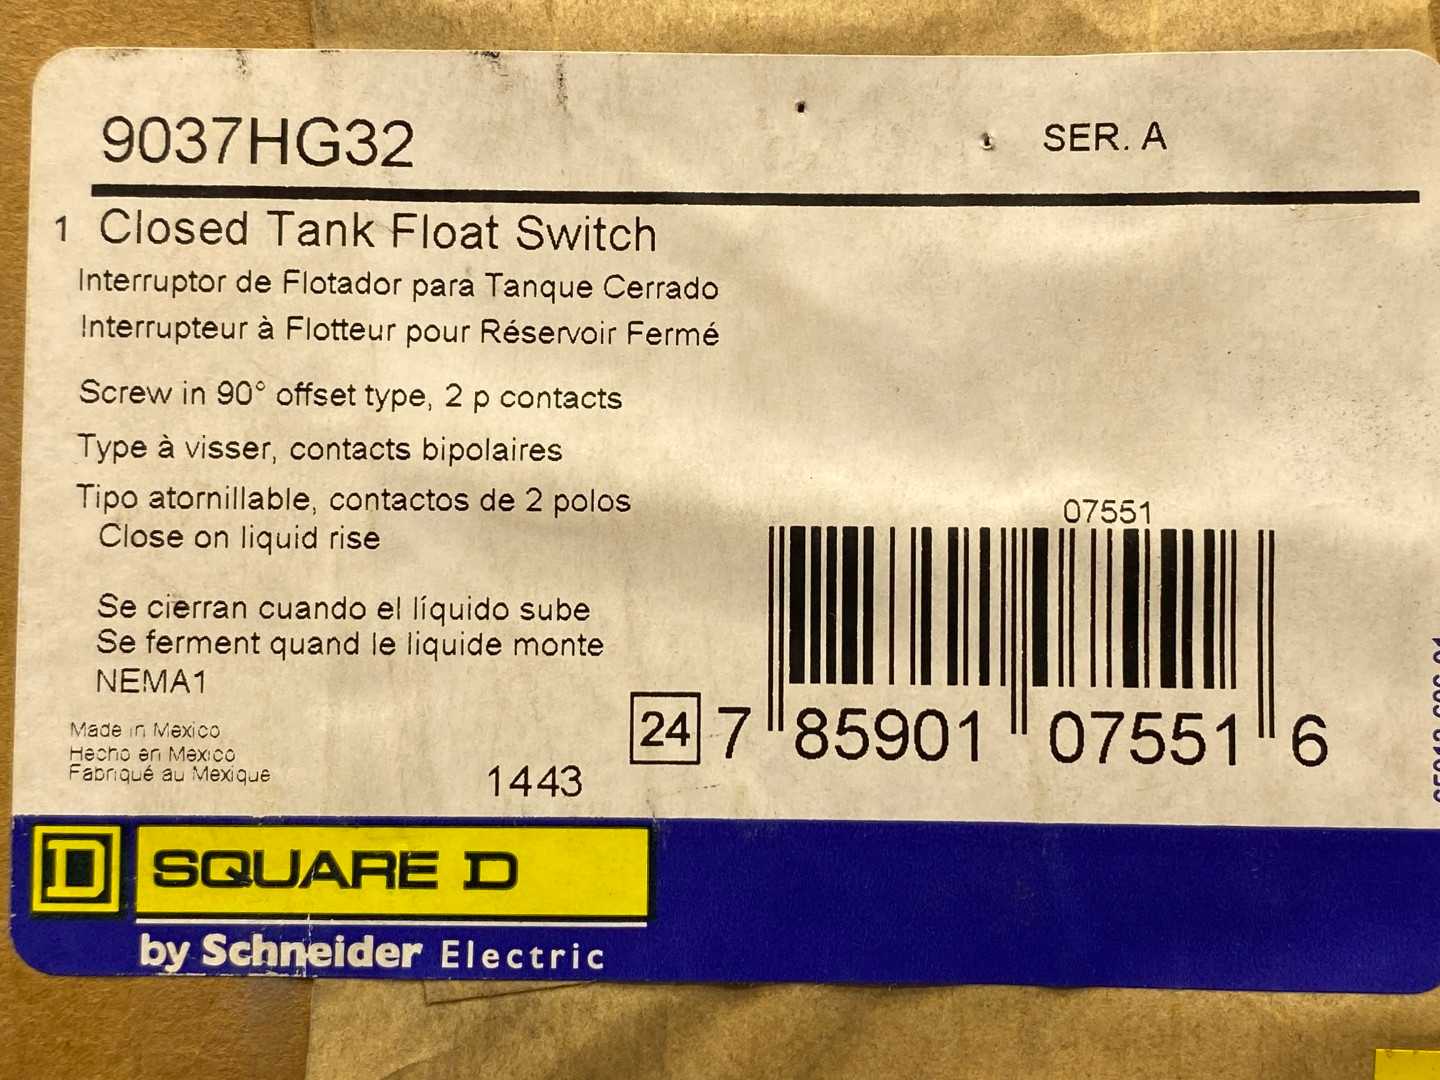 9037HG32
SER. A
1 Closed Tank Float Switch
Interruptor de Flotador para Tanque Cerrado
Interrupteur à Flotteur pour Réservoir Fermé
Screw in 90° offset type, 2 p contacts
Type à visser, contacts bipolaires
Tipo atornillable, contactos de 2 polos
Close on liquid rise
07551
Se cierran cuando el líquido sube
Se ferment quand le liquide monte
NEMA1
24 7 85901 07551 6
Made in Mexico
Hecho en Mexico
Fabriqué au Mexique
1443
D SQUARE D
by Schneider Electric